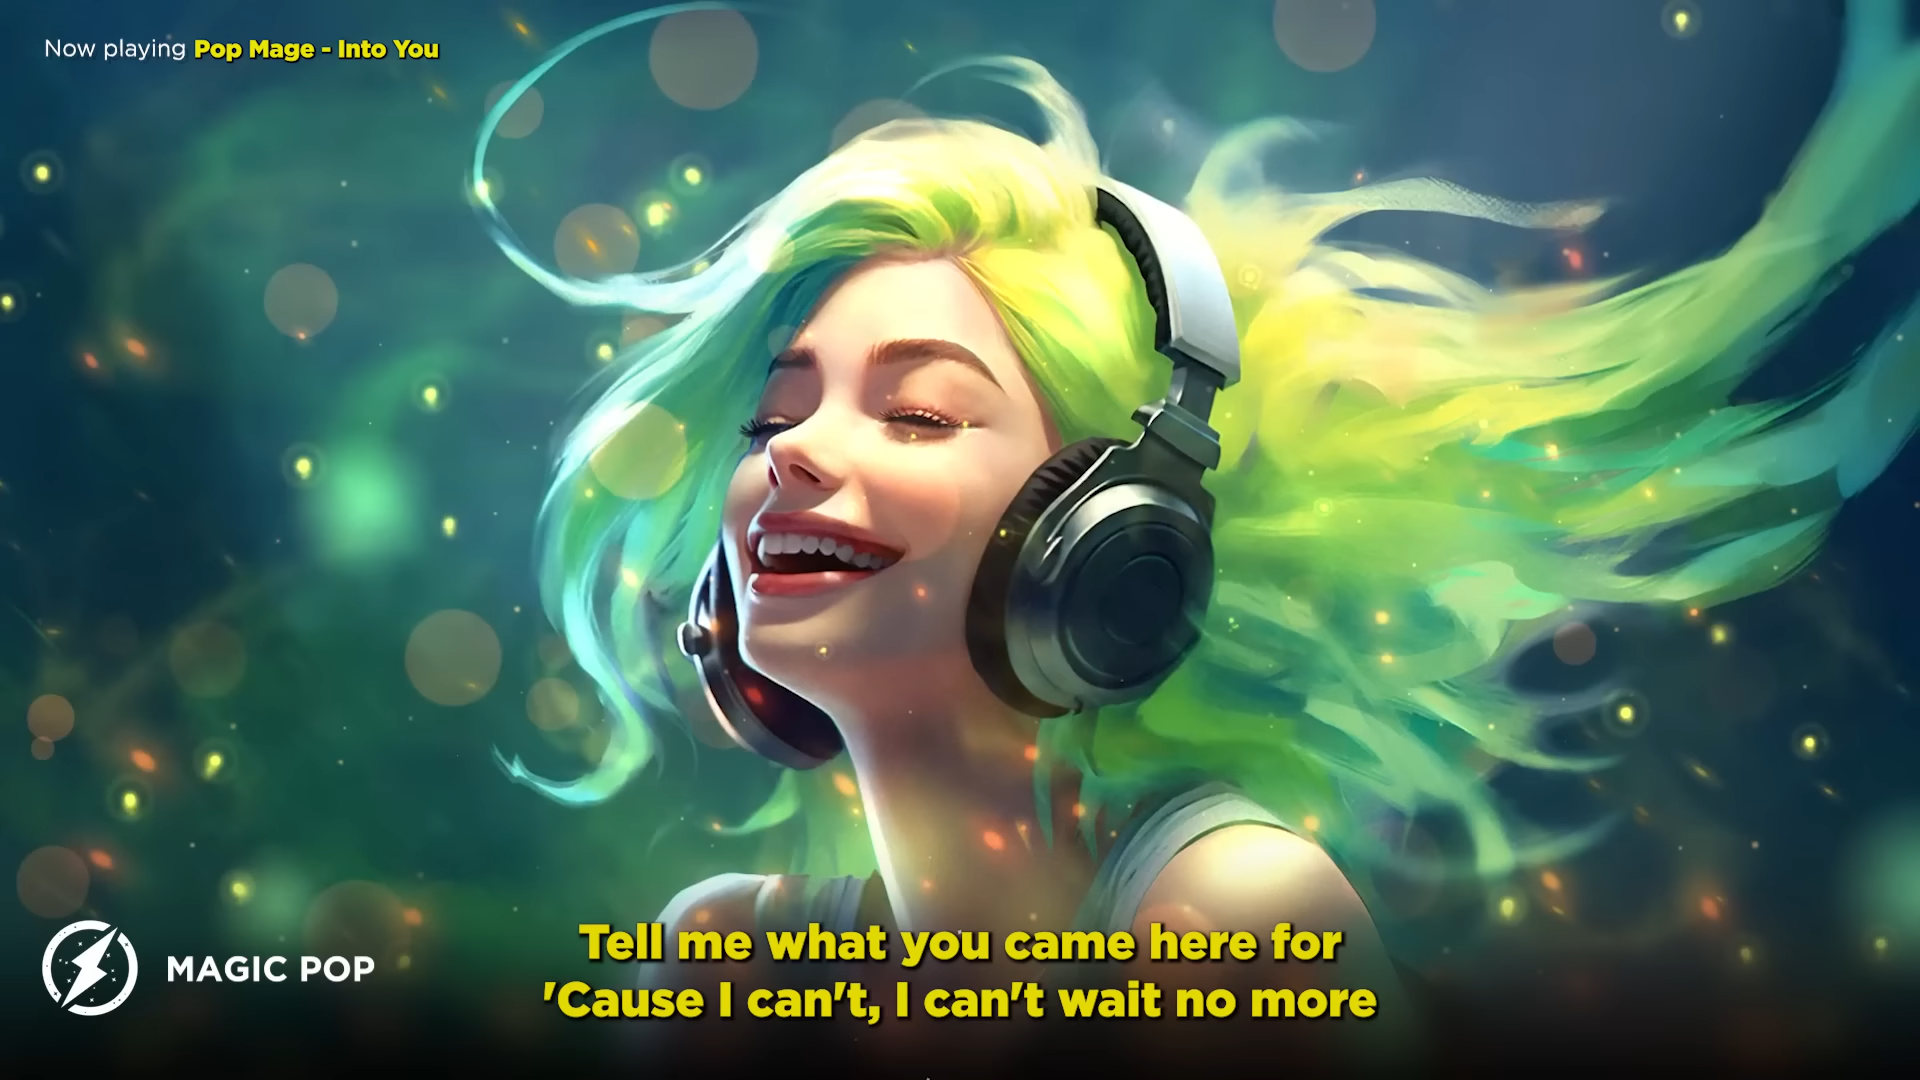 Now playing Pop Mage - Into You
MAGIC POP
Tell me what you came here for
'Cause I can't, I can't wait no more